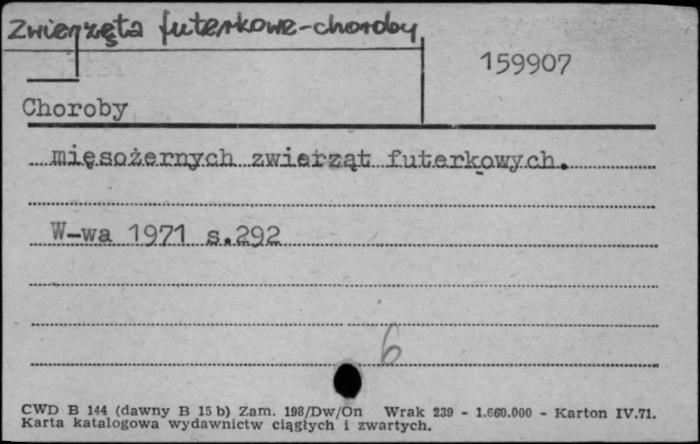 Zwierzęta futerkowe-choroby
159907
Choroby
mięsożernych zwierząt futerkowych.
W-wa 1971 s.292
6
CWD B 144 (dawny B 15 b) Zam. 198/Dw/On Wrak 239 - 1.660.000 - Karton IV.71.
Karta katalogowa wydawnictw ciągłych i zwartych.